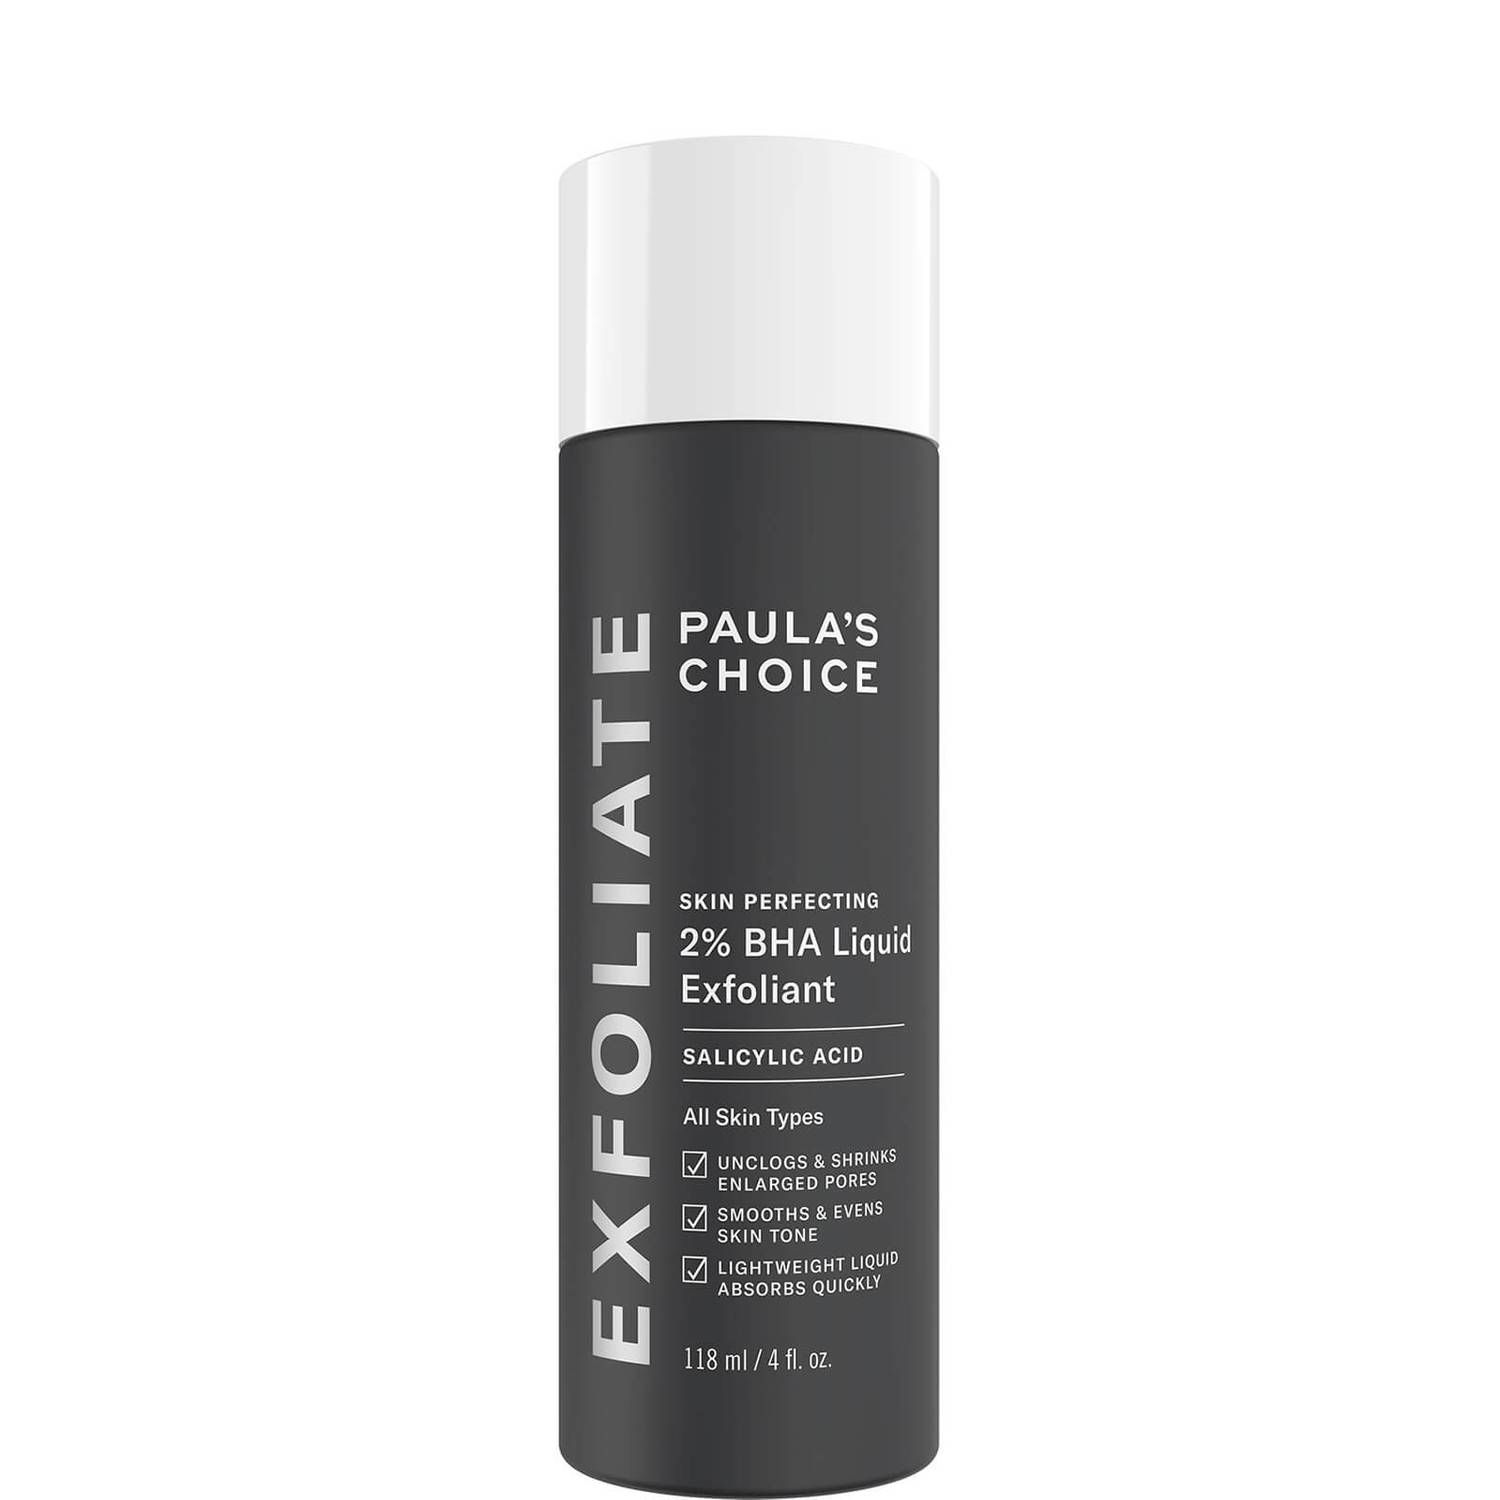 EXFOLIATE
PAULA'S
CHOICE
SKIN PERFECTING
2% BHA Liquid
Exfoliant
SALICYLIC ACID
All Skin Types
UNCLOGS & SHRINKS
ENLARGED PORES
SMOOTHS & EVENS
SKIN TONE
LIGHTWEIGHT LIQUID
ABSORBS QUICKLY
118 ml / 4 fl. oz.